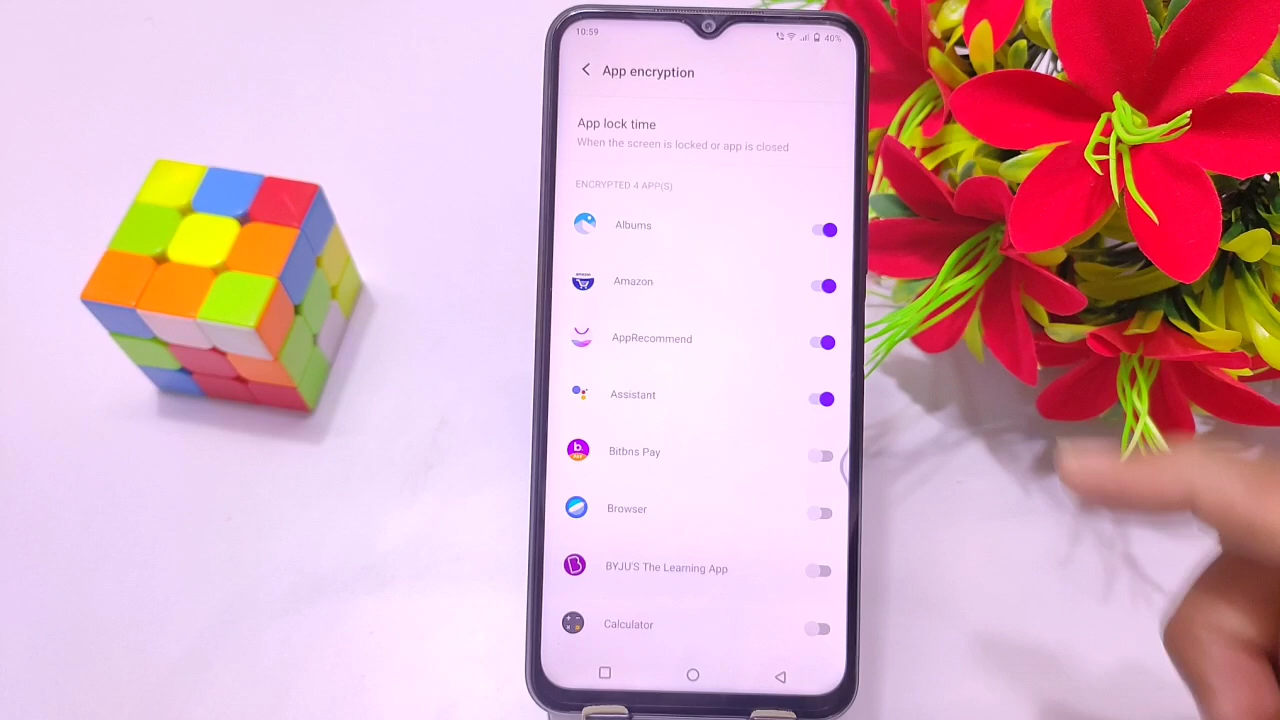 10:59
40%
App encryption
App lock time
When the screen is locked or app is closed
ENCRYPTED 4 APP(S)
Albums
amazon
Amazon
AppRecommend
Assistant
b
Bitbns Pay
Browser
B
BYJU'S The Learning App
Calculator